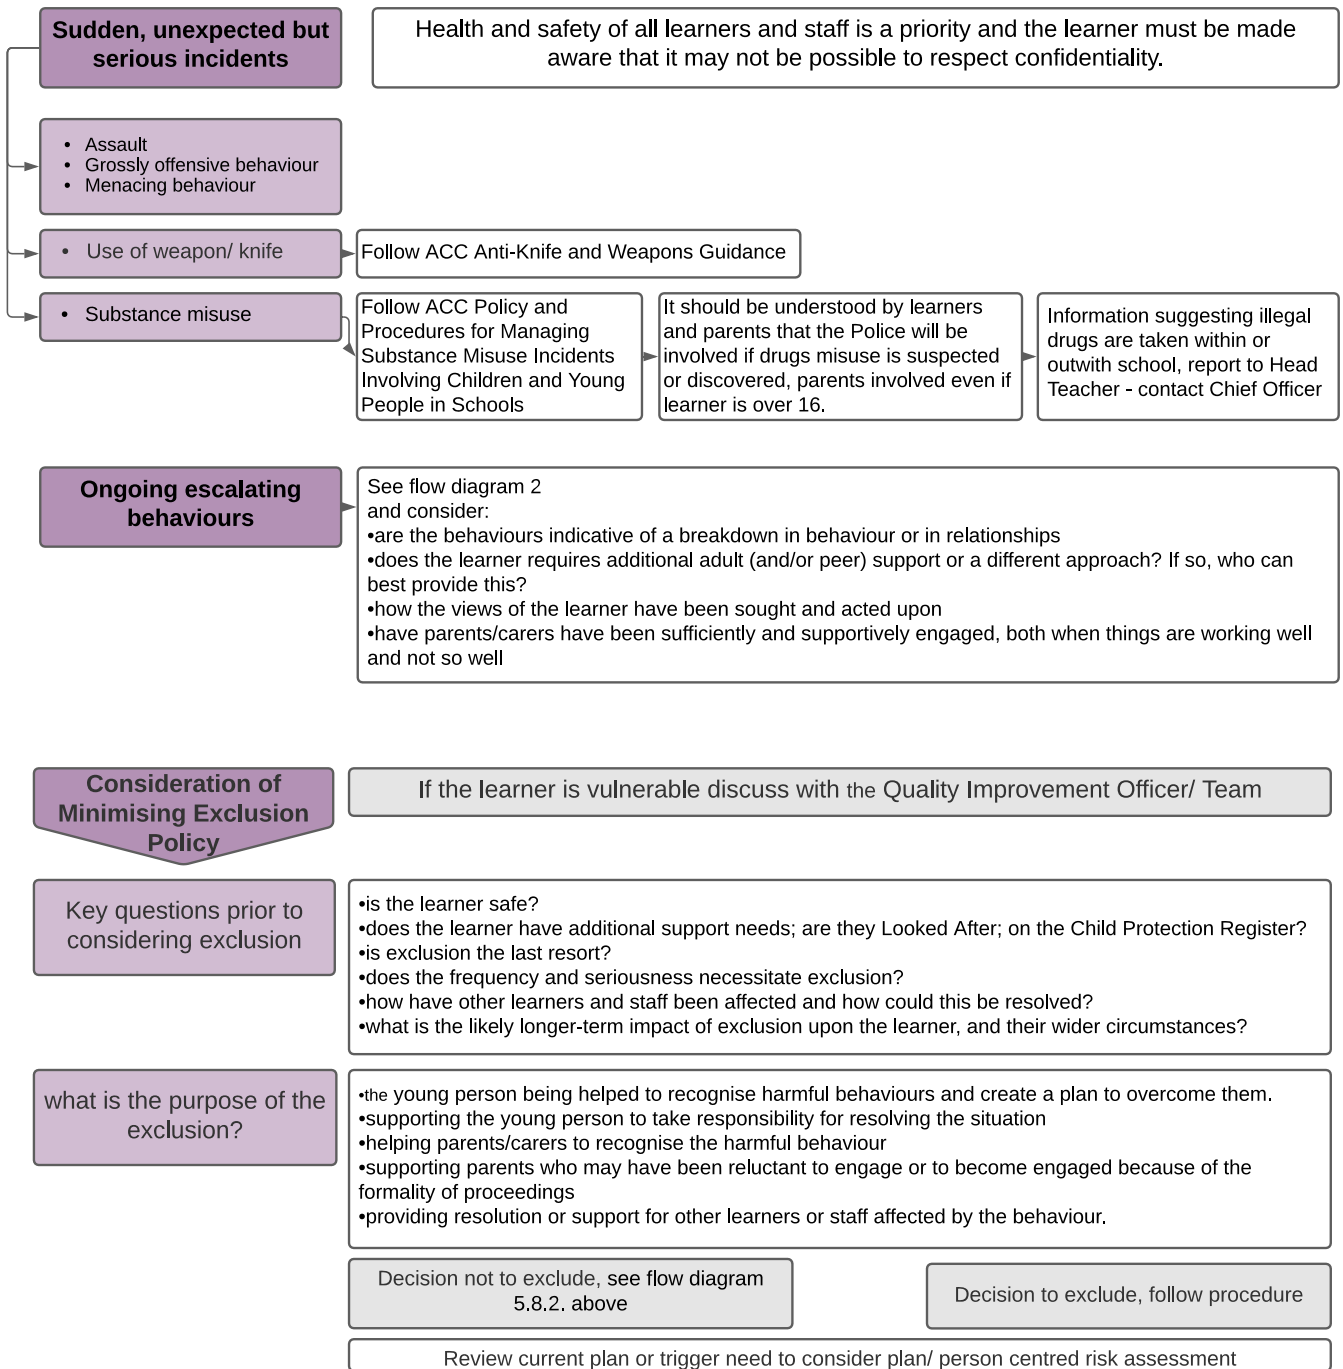 Sudden, unexpected but
serious incidents
Health and safety of all learners and staff is a priority and the learner must be made
aware that it may not be possible to respect confidentiality.
• Assault
• Grossly offensive behaviour
• Menacing behaviour
• Use of weapon/ knife
Follow ACC Anti-Knife and Weapons Guidance
• Substance misuse
Follow ACC Policy and
Procedures for Managing
Substance Misuse Incidents
Involving Children and Young
People in Schools
It should be understood by learners
and parents that the Police will be
involved if drugs misuse is suspected
or discovered, parents involved even if
learner is over 16.
Information suggesting illegal
drugs are taken within or
outwith school, report to Head
Teacher - contact Chief Officer
Ongoing escalating
behaviours
See flow diagram 2
and consider:
•are the behaviours indicative of a breakdown in behaviour or in relationships
•does the learner requires additional adult (and/or peer) support or a different approach? If so, who can
best provide this?
•how the views of the learner have been sought and acted upon
•have parents/carers have been sufficiently and supportively engaged, both when things are working well
and not so well
Consideration of
Minimising Exclusion
Policy
If the learner is vulnerable discuss with the Quality Improvement Officer/ Team
Key questions prior to
considering exclusion
•is the learner safe?
•does the learner have additional support needs; are they Looked After; on the Child Protection Register?
•is exclusion the last resort?
•does the frequency and seriousness necessitate exclusion?
•how have other learners and staff been affected and how could this be resolved?
•what is the likely longer-term impact of exclusion upon the learner, and their wider circumstances?
what is the purpose of the
exclusion?
•the young person being helped to recognise harmful behaviours and create a plan to overcome them.
•supporting the young person to take responsibility for resolving the situation
•helping parents/carers to recognise the harmful behaviour
•supporting parents who may have been reluctant to engage or to become engaged because of the
formality of proceedings
•providing resolution or support for other learners or staff affected by the behaviour.
Decision not to exclude, see flow diagram
5.8.2. above
Decision to exclude, follow procedure
Review current plan or trigger need to consider plan/ person centred risk assessment